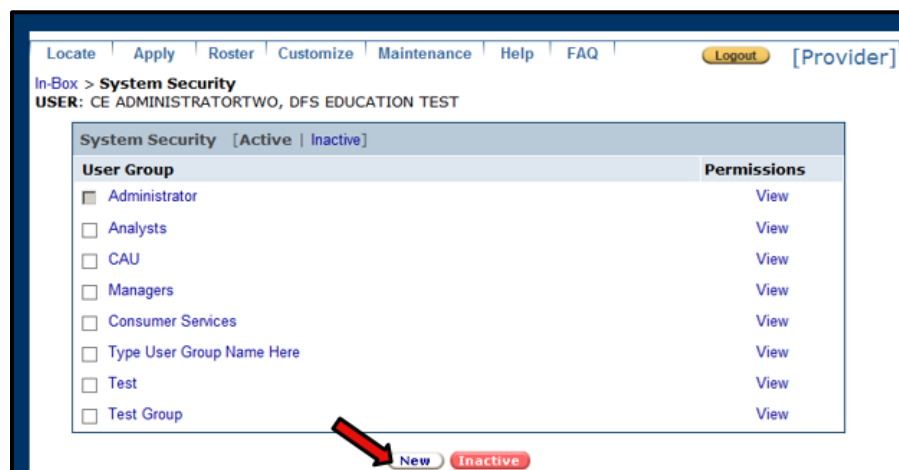 Locate Apply Roster Customize Maintenance Help FAQ Logout [Provider]
In-Box > System Security
USER: CE ADMINISTRATORTWO, DFS EDUCATION TEST
System Security [Active | Inactive]
User Group Permissions
Administrator View
Analysts View
CAU View
Managers View
Consumer Services View
Type User Group Name Here View
Test View
Test Group View
New Inactive